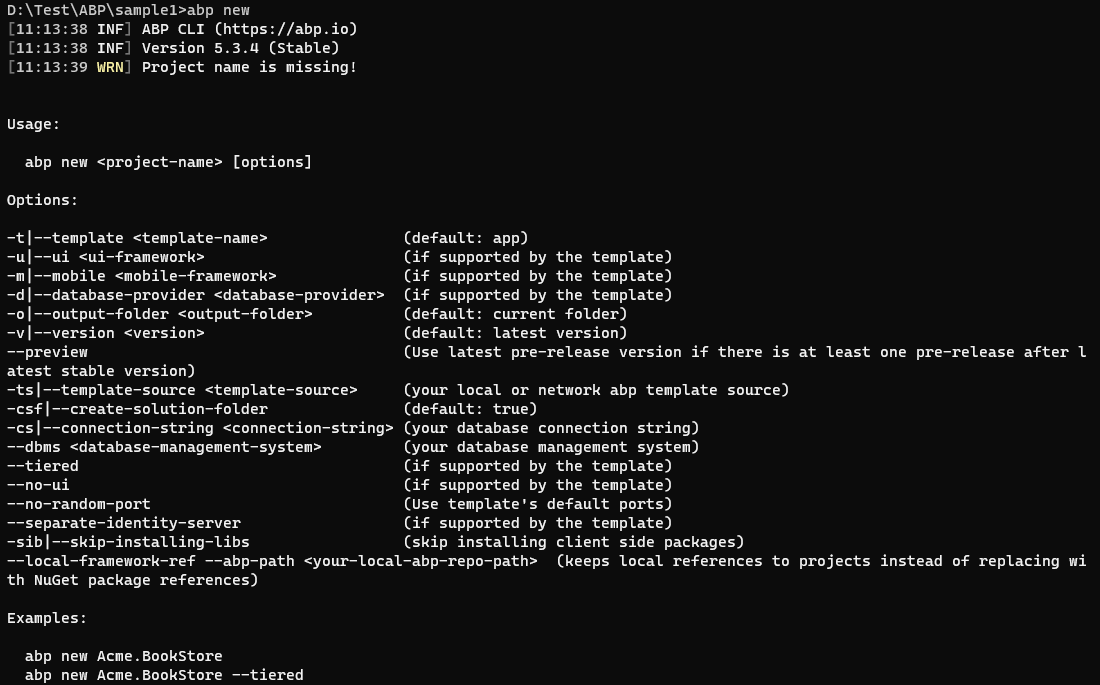 D:\Test\ABP\sample1>abp new
[11:13:38 INF] ABP CLI (https://abp.io)
[11:13:38 INF] Version 5.3.4 (Stable)
[11:13:39 WRN] Project name is missing!
Usage:
  abp new <project-name> [options]
Options:
-t|--template <template-name>               (default: app)
-u|--ui <ui-framework>                      (if supported by the template)
-m|--mobile <mobile-framework>              (if supported by the template)
-d|--database-provider <database-provider>  (if supported by the template)
-o|--output-folder <output-folder>          (default: current folder)
-v|--version <version>                      (default: latest version)
--preview                                   (Use latest pre-release version if there is at least one pre-release after l
atest stable version)
-ts|--template-source <template-source>     (your local or network abp template source)
-csf|--create-solution-folder               (default: true)
-cs|--connection-string <connection-string> (your database connection string)
--dbms <database-management-system>         (your database management system)
--tiered                                    (if supported by the template)
--no-ui                                     (if supported by the template)
--no-random-port                            (Use template's default ports)
--separate-identity-server                  (if supported by the template)
-sib|--skip-installing-libs                 (skip installing client side packages)
--local-framework-ref --abp-path <your-local-abp-repo-path>  (keeps local references to projects instead of replacing wi
th NuGet package references)
Examples:
  abp new Acme.BookStore
  abp new Acme.BookStore --tiered